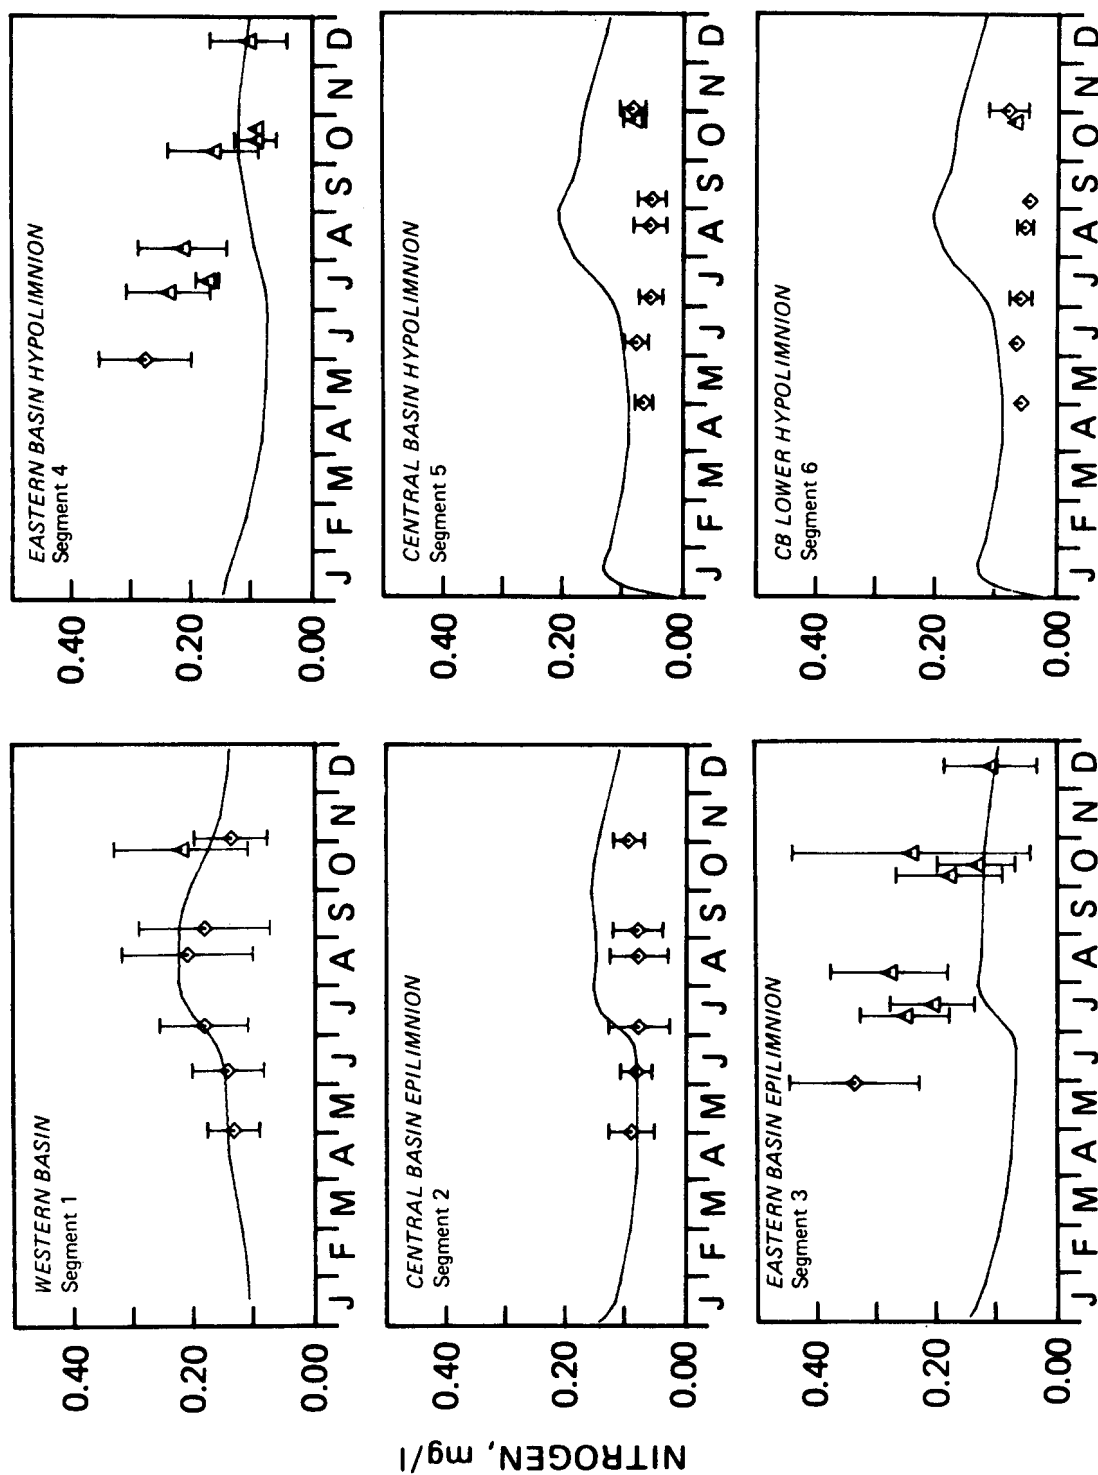 NITROGEN, mg/l
WESTERN BASIN
Segment 1
0.40
0.20
0.00
J F M A M J J A S O N D
EASTERN BASIN HYPOLIMNION
Segment 4
0.40
0.20
0.00
J F M A M J J A S O N D
CENTRAL BASIN EPILIMNION
Segment 2
0.40
0.20
0.00
J F M A M J J A S O N D
CENTRAL BASIN HYPOLIMNION
Segment 5
0.40
0.20
0.00
J F M A M J J A S O N D
EASTERN BASIN EPILIMNION
Segment 3
0.40
0.20
0.00
J F M A M J J A S O N D
CB LOWER HYPOLIMNION
Segment 6
0.40
0.20
0.00
J F M A M J J A S O N D